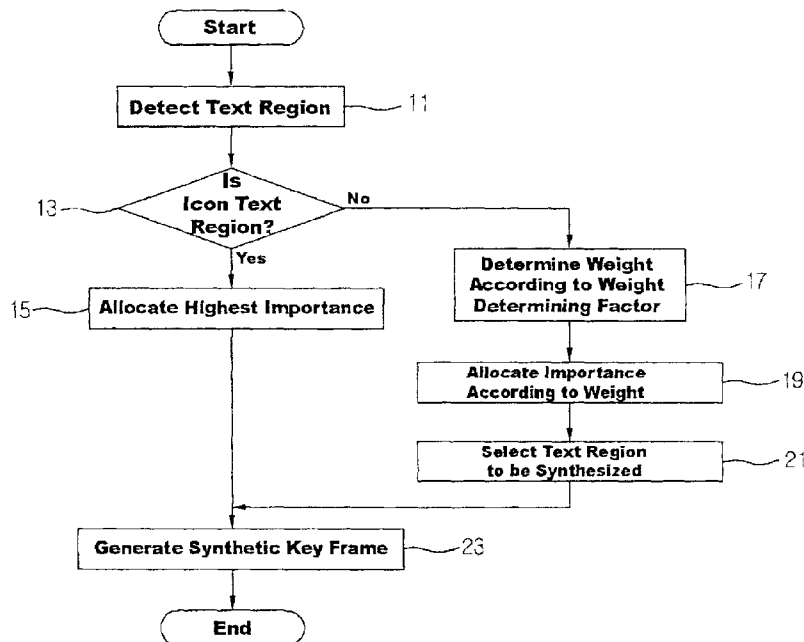 Start
Detect Text Region
11
Is
Icon Text
Region?
13
No
Yes
Determine Weight
According to Weight
Determining Factor
17
15
Allocate Highest Importance
Allocate Importance
According to Weight
19
Select Text Region
to be Synthesized
21
Generate Synthetic Key Frame
23
End